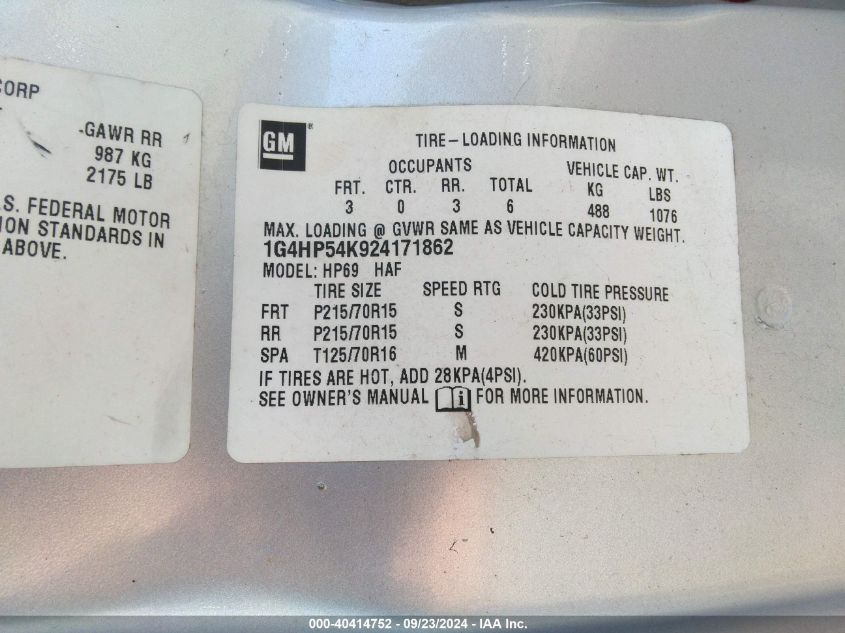 CORP
-GAWR RR
987 KG
2175 LB
.S. FEDERAL MOTOR
ION STANDARDS IN
ABOVE.
GM ®
TIRE-LOADING INFORMATION
OCCUPANTS VEHICLE CAP. WT.
FRT. CTR. RR. TOTAL KG LBS
3 0 3 6 488 1076
MAX. LOADING @ GVWR SAME AS VEHICLE CAPACITY WEIGHT.
1G4HP54K924171862
MODEL: HP69 HAF
TIRE SIZE SPEED RTG COLD TIRE PRESSURE
FRT P215/70R15 S 230KPA(33PSI)
RR P215/70R15 S 230KPA(33PSI)
SPA T125/70R16 M 420KPA(60PSI)
IF TIRES ARE HOT, ADD 28KPA(4PSI).
SEE OWNER'S MANUAL i FOR MORE INFORMATION.
000-40414752 - 09/23/2024 - IAA Inc.